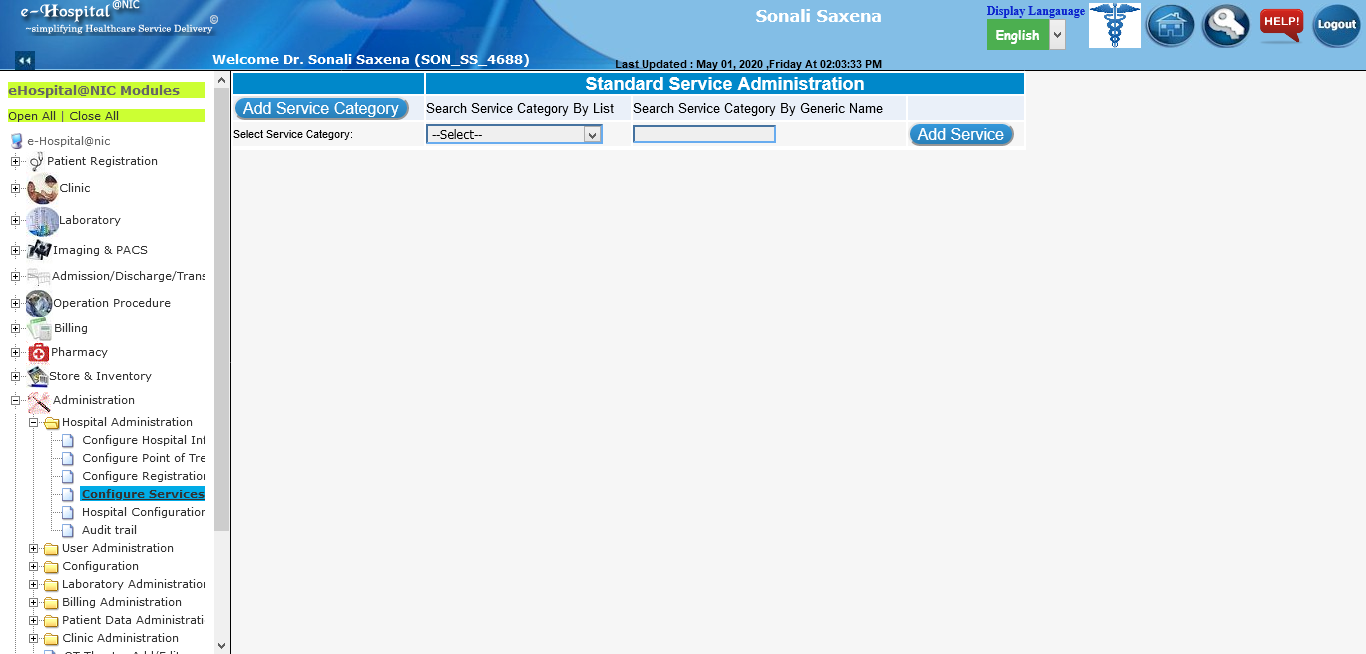 e-Hospital @NIC ©
~simplifying Healthcare Service Delivery
Sonali Saxena
Display Langauage
English
HELP!
Logout
Welcome Dr. Sonali Saxena (SON_SS_4688)
Last Updated : May 01, 2020 ,Friday At 02:03:33 PM
eHospital@NIC Modules
Open All | Close All
e-Hospital@nic
Patient Registration
Clinic
Laboratory
Imaging & PACS
Admission/Discharge/Trans
Operation Procedure
Billing
Pharmacy
Store & Inventory
Administration
Hospital Administration
Configure Hospital Inf
Configure Point of Tre
Configure Registration
Configure Services
Hospital Configuration
Audit trail
User Administration
Configuration
Laboratory Administration
Billing Administration
Patient Data Administrati
Clinic Administration
Standard Service Administration
Add Service Category
Search Service Category By List
Search Service Category By Generic Name
Select Service Category:
--Select--
Add Service